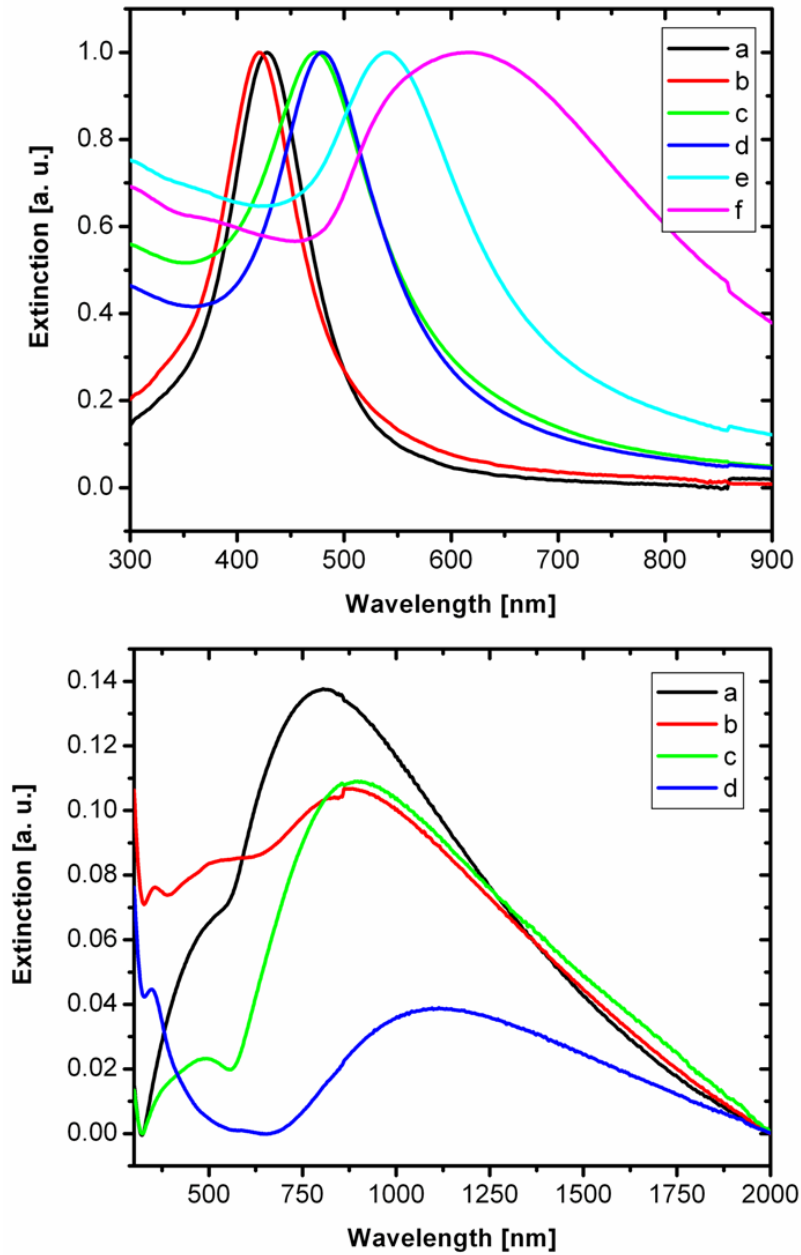 1.0
0.8
0.6
0.4
0.2
0.0
Extinction [a. u.]
a
b
c
d
e
f
300 400 500 600 700 800 900
Wavelength [nm]
0.14
0.12
0.10
0.08
0.06
0.04
0.02
0.00
Extinction [a. u.]
a
b
c
d
500 750 1000 1250 1500 1750 2000
Wavelength [nm]